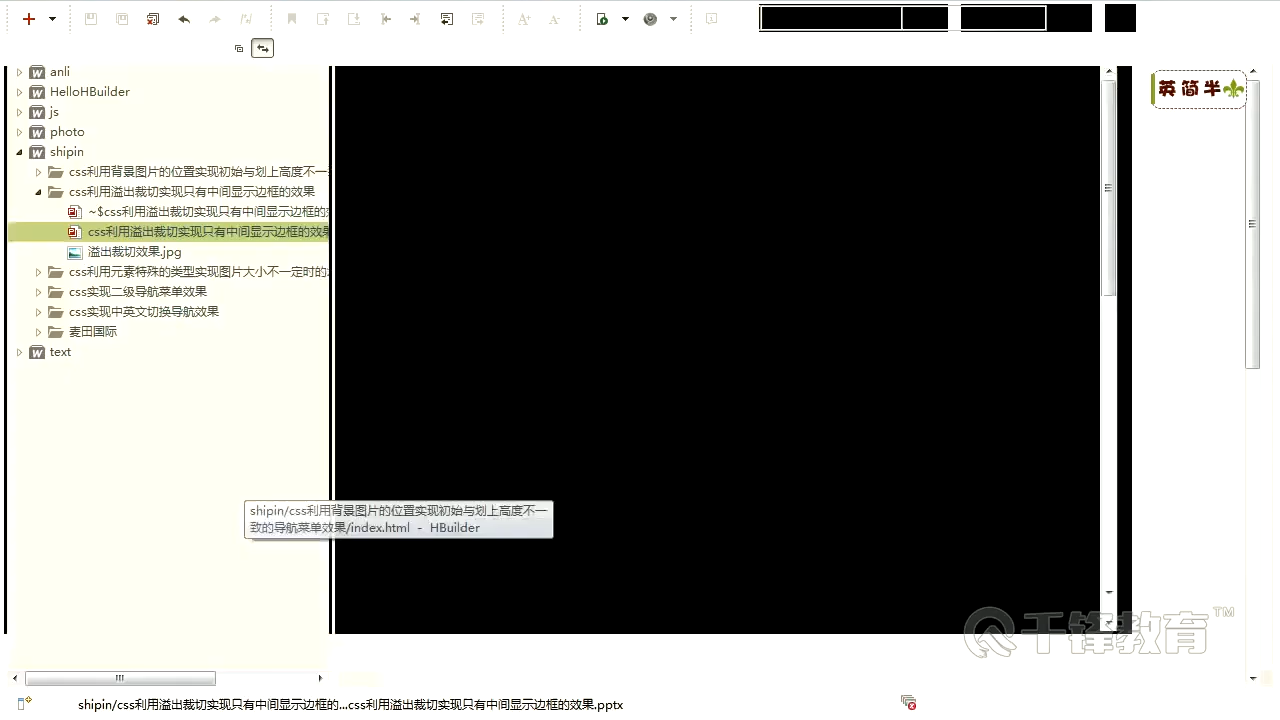 英简半
anli
HelloHBuilder
js
photo
shipin
css利用背景图片的位置实现初始与划上高度不一
css利用溢出裁切实现只有中间显示边框的效果
~$css利用溢出裁切实现只有中间显示边框的
css利用溢出裁切实现只有中间显示边框的效果
溢出裁切效果.jpg
css利用元素特殊的类型实现图片大小不一定时的
css实现二级导航菜单效果
css实现中英文切换导航效果
麦田国际
text
shipin/css利用背景图片的位置实现初始与划上高度不一
致的导航菜单效果/index.html - HBuilder
千锋教育™
shipin/css利用溢出裁切实现只有中间显示边框的...css利用溢出裁切实现只有中间显示边框的效果.pptx